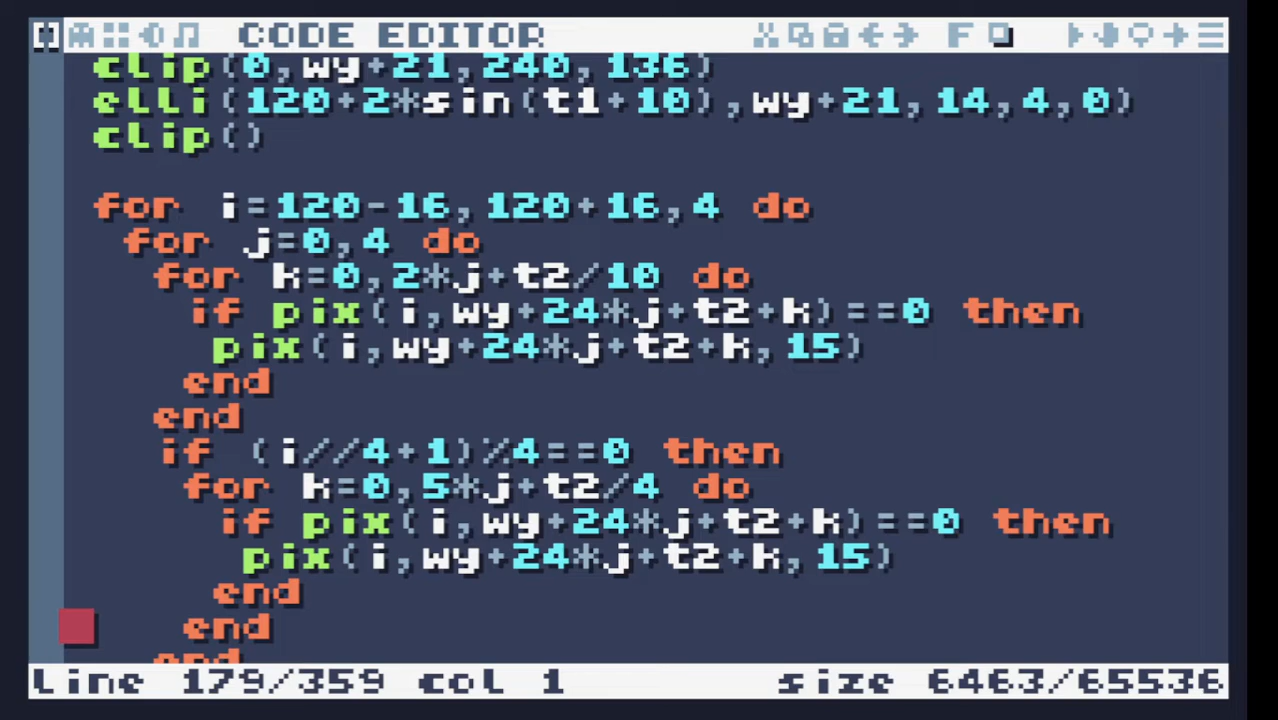 CODE EDITOR
F
clip(0,wy+21,240,136)
elli(120+2*sin(t1+10),wy+21,14,4,0)
clip()
for i=120-16,120+16,4 do
for j=0,4 do
for k=0,2*j+t2/10 do
if pix(i,wy+24*j+t2+k)==0 then
pix(i,wy+24*j+t2+k,15)
end
end
if (i//4+1)%4==0 then
for k=0,5*j+t2/4 do
if pix(i,wy+24*j+t2+k)==0 then
pix(i,wy+24*j+t2+k,15)
end
end
end
line 179/359 col 1
size 6463/65536